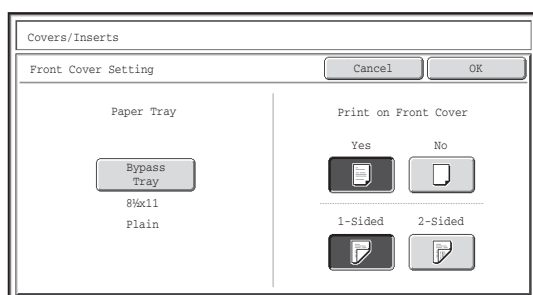 Covers/Inserts
Front Cover Setting
Cancel
OK
Paper Tray
Bypass
Tray
8½x11
Plain
Print on Front Cover
Yes
No
1-Sided
2-Sided